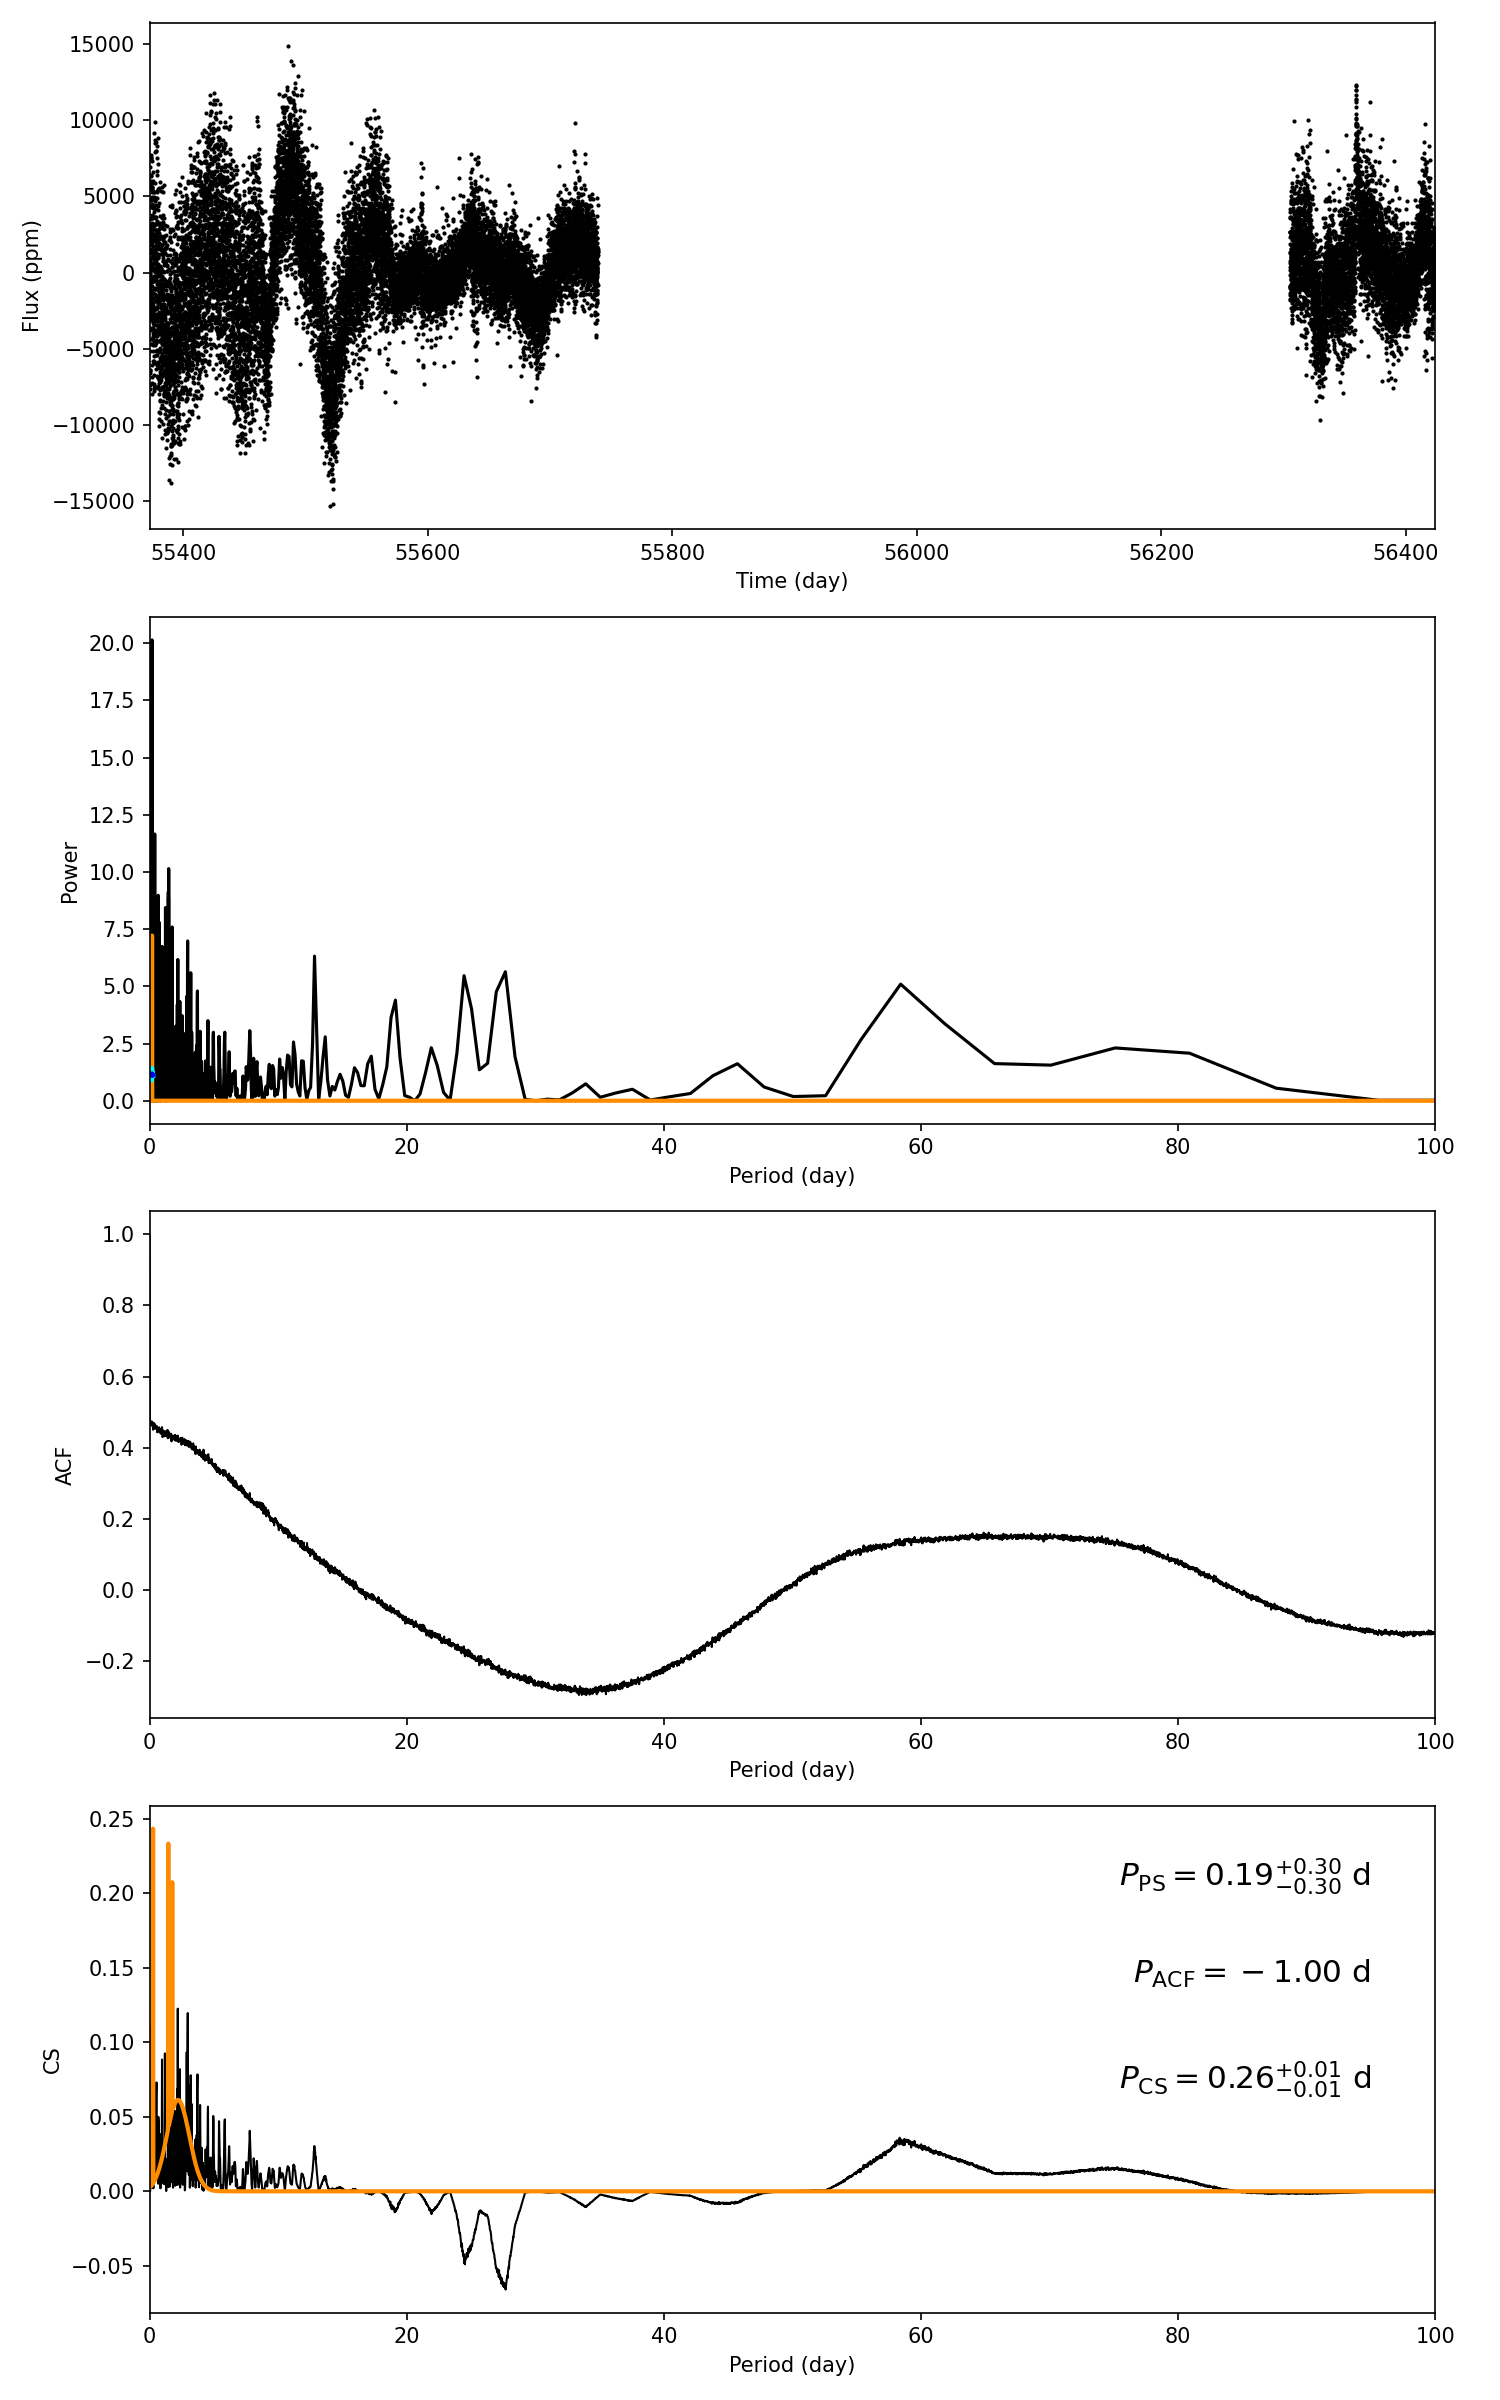 15000
10000
5000
0
−5000
−10000
−15000
Flux (ppm)
55400 55600 55800 56000 56200 56400
Time (day)
20.0
17.5
15.0
12.5
10.0
7.5
5.0
2.5
0.0
Power
0 20 40 60 80 100
Period (day)
1.0
0.8
0.6
0.4
0.2
0.0
−0.2
ACF
0 20 40 60 80 100
Period (day)
0.25
0.20
0.15
0.10
0.05
0.00
−0.05
CS
P_PS = 0.19^{+0.30}_{−0.30} d
P_ACF = −1.00 d
P_CS = 0.26^{+0.01}_{−0.01} d
0 20 40 60 80 100
Period (day)